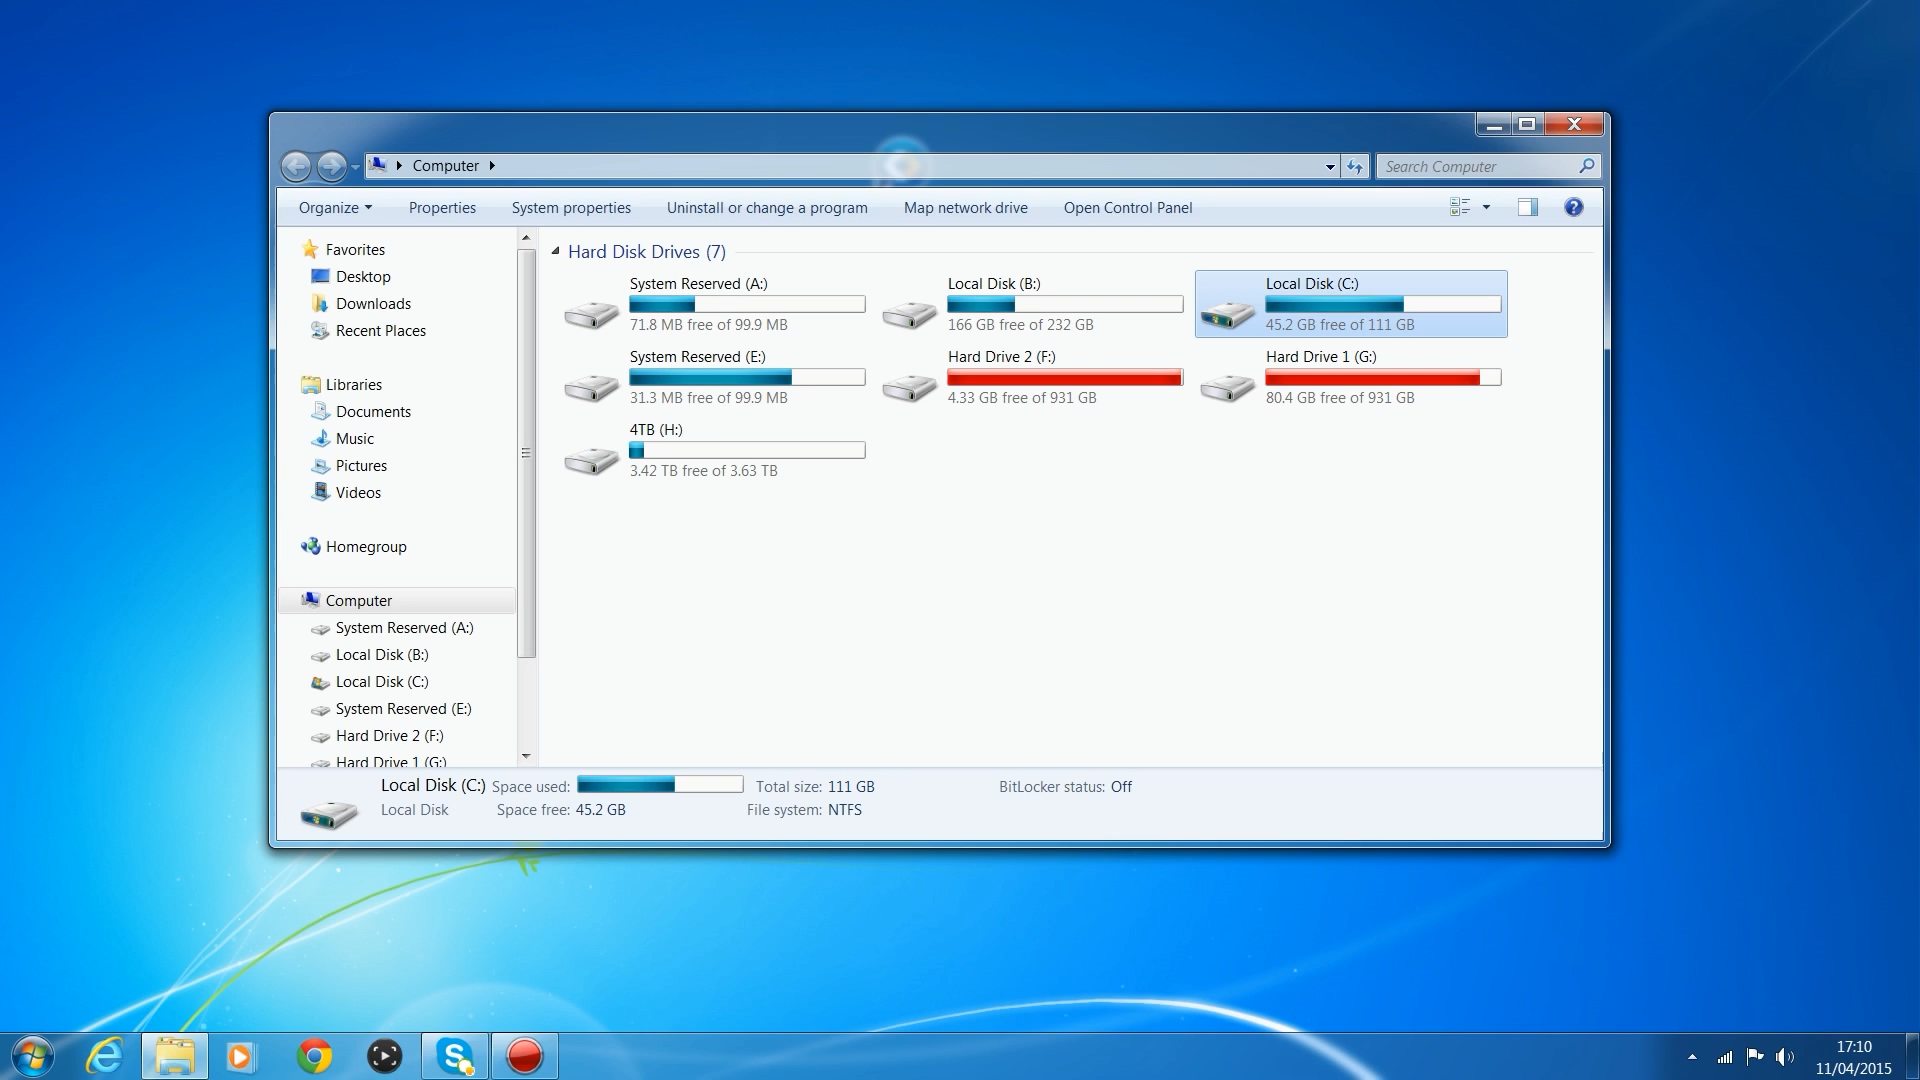 Computer
Search Computer
Organize Properties System properties Uninstall or change a program Map network drive Open Control Panel
Favorites
Desktop
Downloads
Recent Places
Libraries
Documents
Music
Pictures
Videos
Homegroup
Computer
System Reserved (A:)
Local Disk (B:)
Local Disk (C:)
System Reserved (E:)
Hard Drive 2 (F:)
Hard Drive 1 (G:)
Hard Disk Drives (7)
System Reserved (A:)
71.8 MB free of 99.9 MB
Local Disk (B:)
166 GB free of 232 GB
Local Disk (C:)
45.2 GB free of 111 GB
System Reserved (E:)
31.3 MB free of 99.9 MB
Hard Drive 2 (F:)
4.33 GB free of 931 GB
Hard Drive 1 (G:)
80.4 GB free of 931 GB
4TB (H:)
3.42 TB free of 3.63 TB
Local Disk (C:) Space used: Total size: 111 GB BitLocker status: Off
Local Disk Space free: 45.2 GB File system: NTFS
17:10
11/04/2015